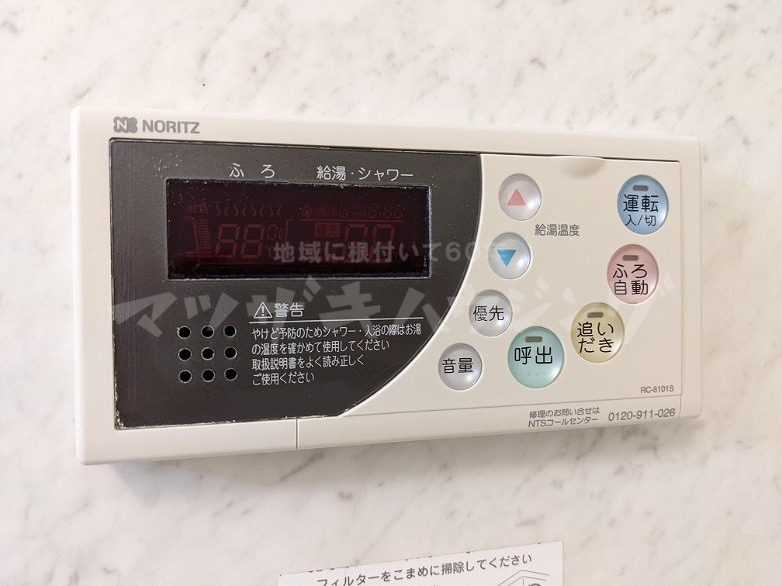 NORITZ
ふろ 給湯・シャワー
88 88
地域に根付いて60年
マツヅキハウジング
給湯温度
運転
入/切
ふろ
自動
優先
追い
だき
呼出
音量
⚠警告
やけど予防のためシャワー・入浴の際はお湯
の温度を確かめて使用してください
取扱説明書をよく読み正しく
ご使用ください
RC-8101S
修理のお問い合せは
NTSコールセンター 0120-911-026
フィルターをこまめに掃除してください